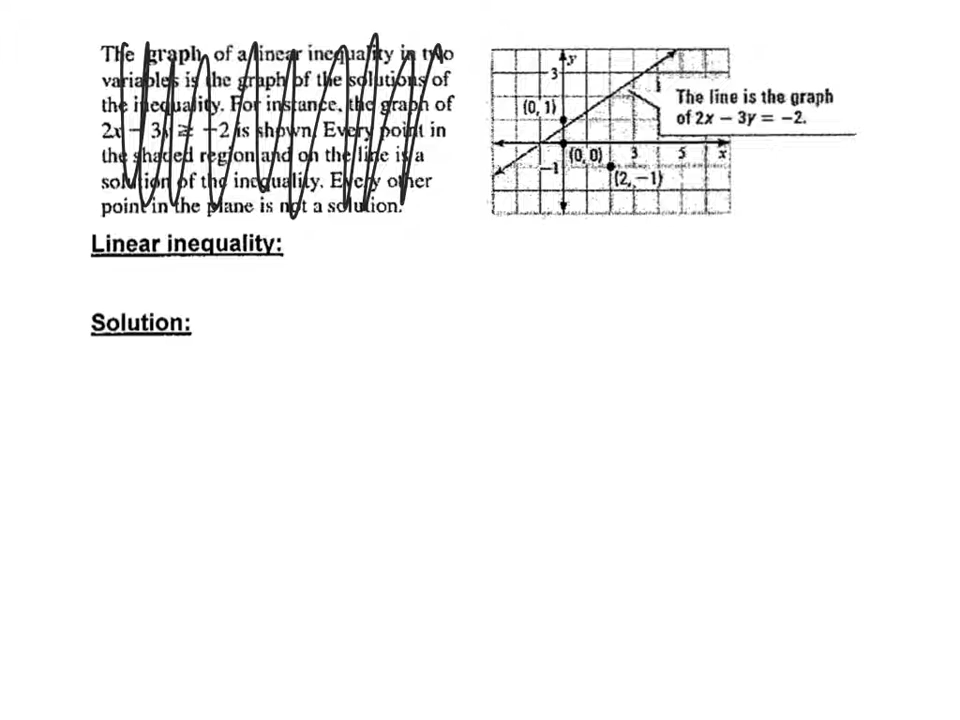 The graph of a linear inequality in two
variables is the graph of the solutions of
the inequality. For instance, the graph of
2x − 3y ≥ −2 is shown. Every point in
the shaded region and on the line is a
solution of the inequality. Every other
point in the plane is not a solution.
y
3
(0, 1)
The line is the graph
of 2x − 3y = −2.
(0, 0)
3
5
x
−1
(2, −1)
Linear inequality:
Solution: